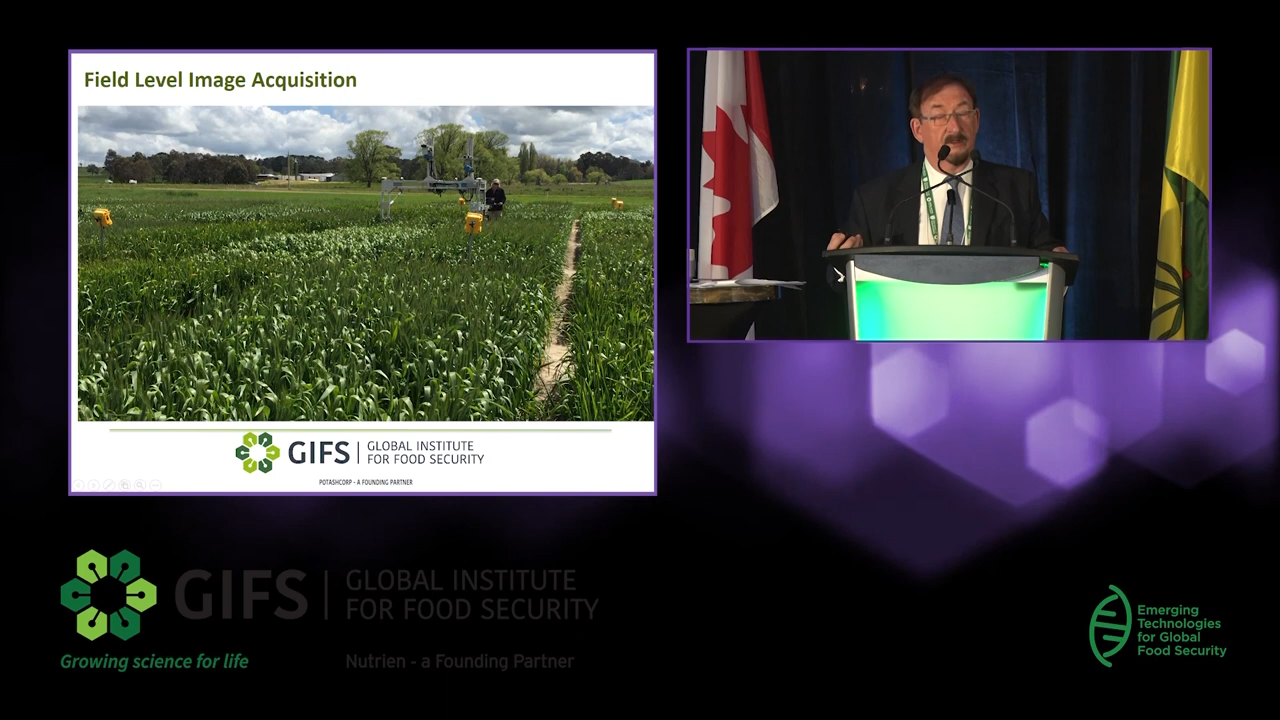 Field Level Image Acquisition
GIFS
GLOBAL INSTITUTE
FOR FOOD SECURITY
POTASHCORP - A FOUNDING PARTNER
GIFS
GLOBAL INSTITUTE
FOR FOOD SECURITY
Growing science for life
Nutrien - a Founding Partner
Emerging
Technologies
for Global
Food Security